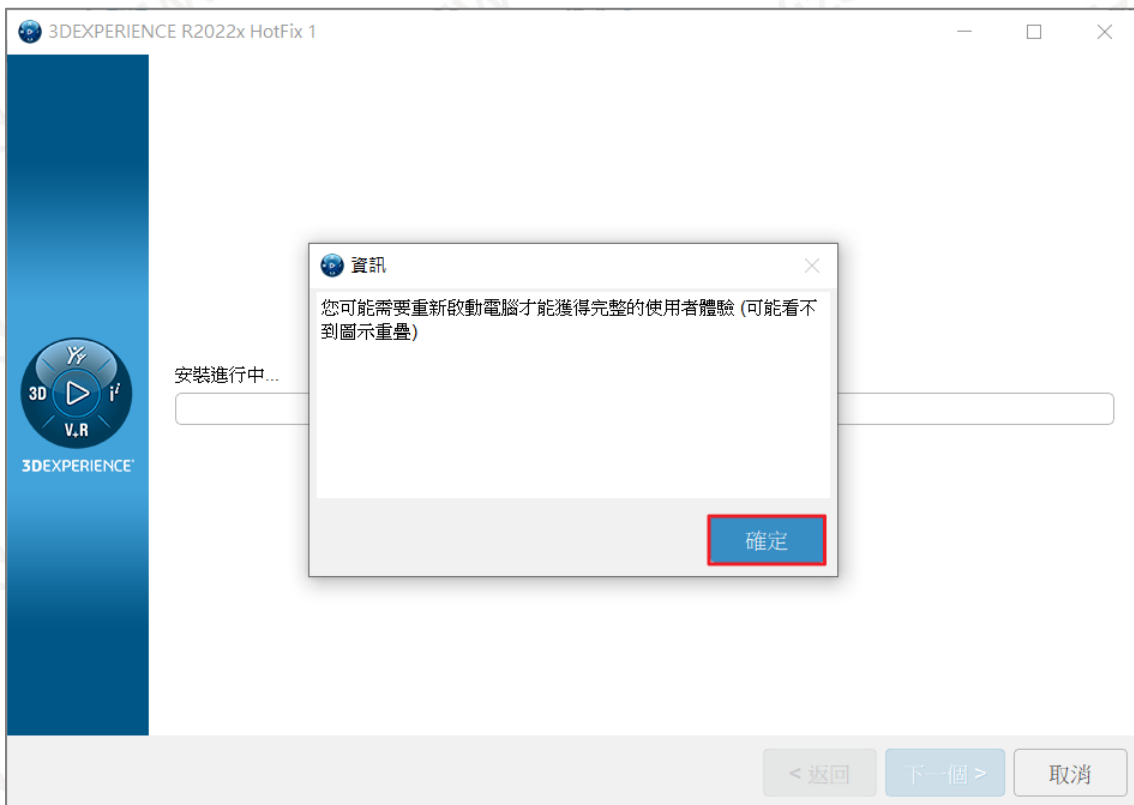 3DEXPERIENCE R2022x HotFix 1
資訊
您可能需要重新啟動電腦才能獲得完整的使用者體驗 (可能看不
到圖示重疊)
安裝進行中...
3D
i
V+R
3DEXPERIENCE
確定
< 返回
下一個 >
取消